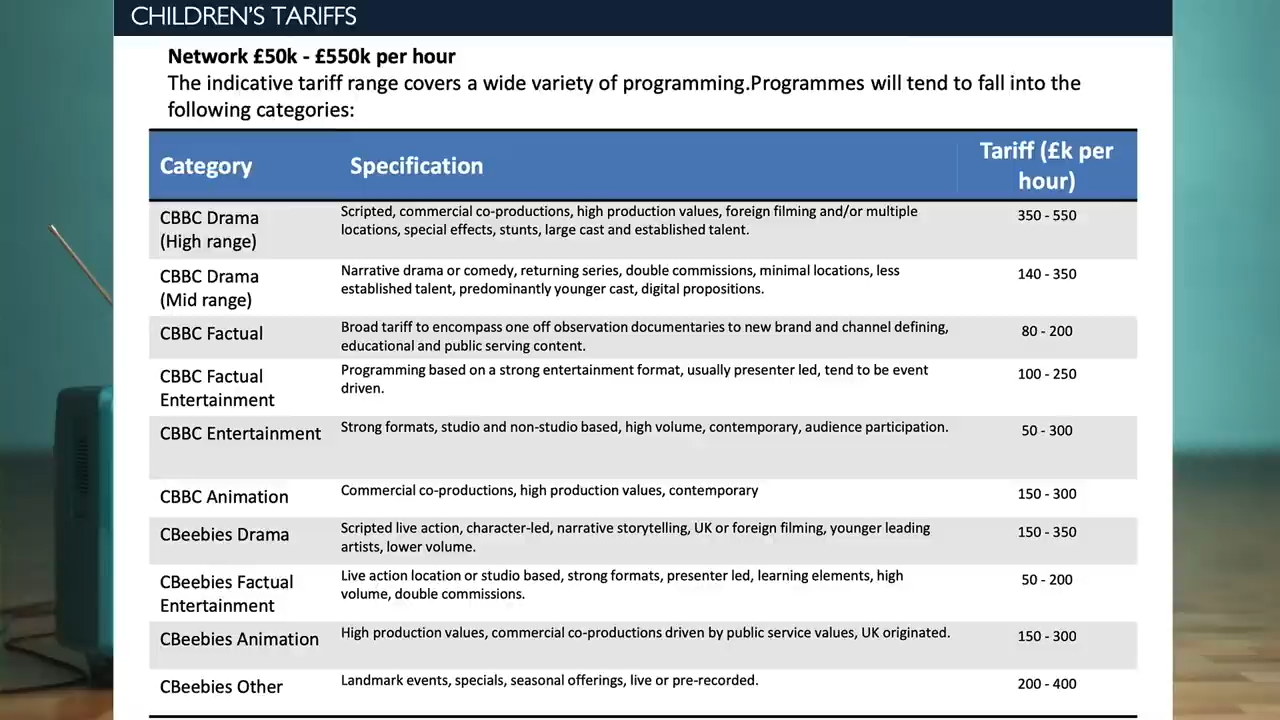 CHILDREN'S TARIFFS
Network £50k - £550k per hour
The indicative tariff range covers a wide variety of programming.Programmes will tend to fall into the
following categories:
Category Specification Tariff (£k per
hour)
CBBC Drama
(High range)
Scripted, commercial co-productions, high production values, foreign filming and/or multiple
locations, special effects, stunts, large cast and established talent.
350 - 550
CBBC Drama
(Mid range)
Narrative drama or comedy, returning series, double commissions, minimal locations, less
established talent, predominantly younger cast, digital propositions.
140 - 350
CBBC Factual
Broad tariff to encompass one off observation documentaries to new brand and channel defining,
educational and public serving content.
80 - 200
CBBC Factual
Entertainment
Programming based on a strong entertainment format, usually presenter led, tend to be event
driven.
100 - 250
CBBC Entertainment
Strong formats, studio and non-studio based, high volume, contemporary, audience participation.
50 - 300
CBBC Animation
Commercial co-productions, high production values, contemporary
150 - 300
CBeebies Drama
Scripted live action, character-led, narrative storytelling, UK or foreign filming, younger leading
artists, lower volume.
150 - 350
CBeebies Factual
Entertainment
Live action location or studio based, strong formats, presenter led, learning elements, high
volume, double commissions.
50 - 200
CBeebies Animation
High production values, commercial co-productions driven by public service values, UK originated.
150 - 300
CBeebies Other
Landmark events, specials, seasonal offerings, live or pre-recorded.
200 - 400